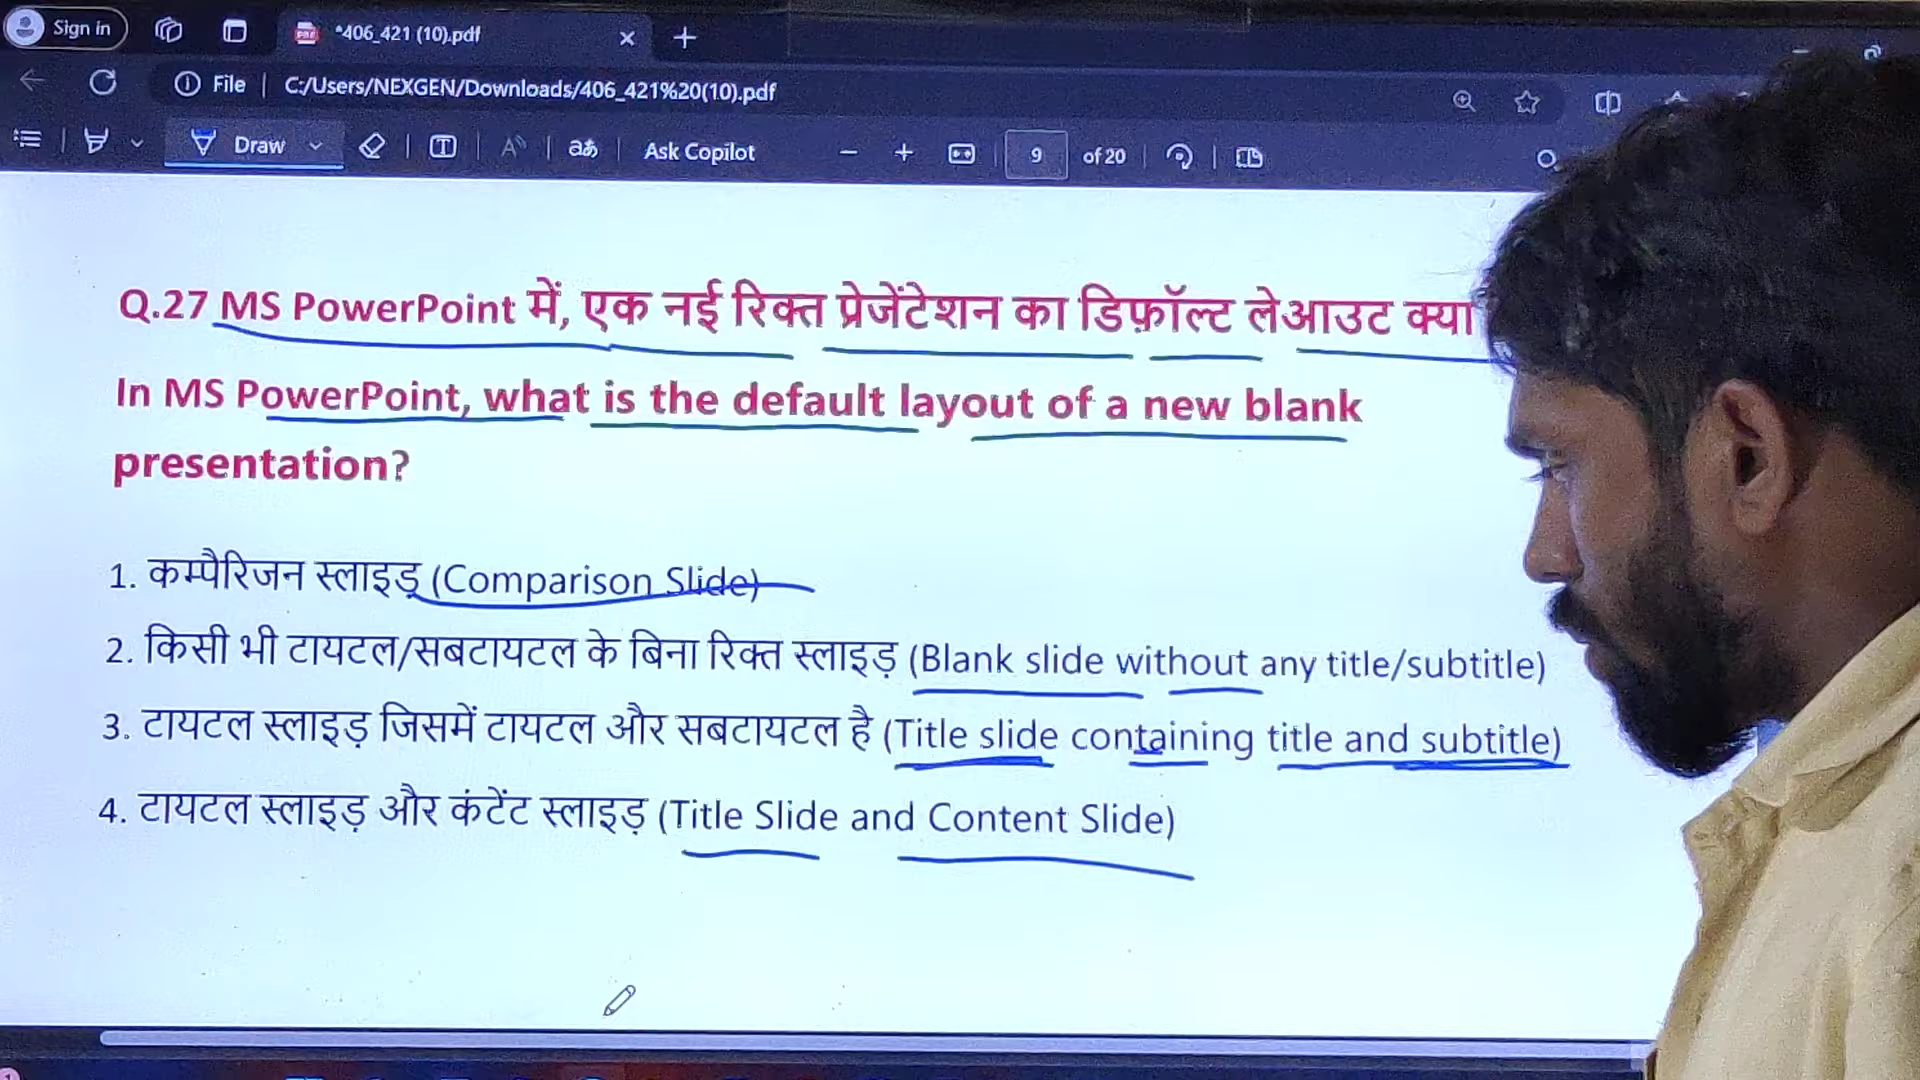 Sign in
*406_421 (10).pdf
File
C:/Users/NEXGEN/Downloads/406_421%20(10).pdf
Draw
aあ
Ask Copilot
9 of 20
Q.27 MS PowerPoint में, एक नई रिक्त प्रेजेंटेशन का डिफ़ॉल्ट लेआउट क्या
In MS PowerPoint, what is the default layout of a new blank
presentation?
1. कम्पैरिजन स्लाइड़ (Comparison Slide)
2. किसी भी टायटल/सबटायटल के बिना रिक्त स्लाइड़ (Blank slide without any title/subtitle)
3. टायटल स्लाइड़ जिसमें टायटल और सबटायटल है (Title slide containing title and subtitle)
4. टायटल स्लाइड़ और कंटेंट स्लाइड़ (Title Slide and Content Slide)